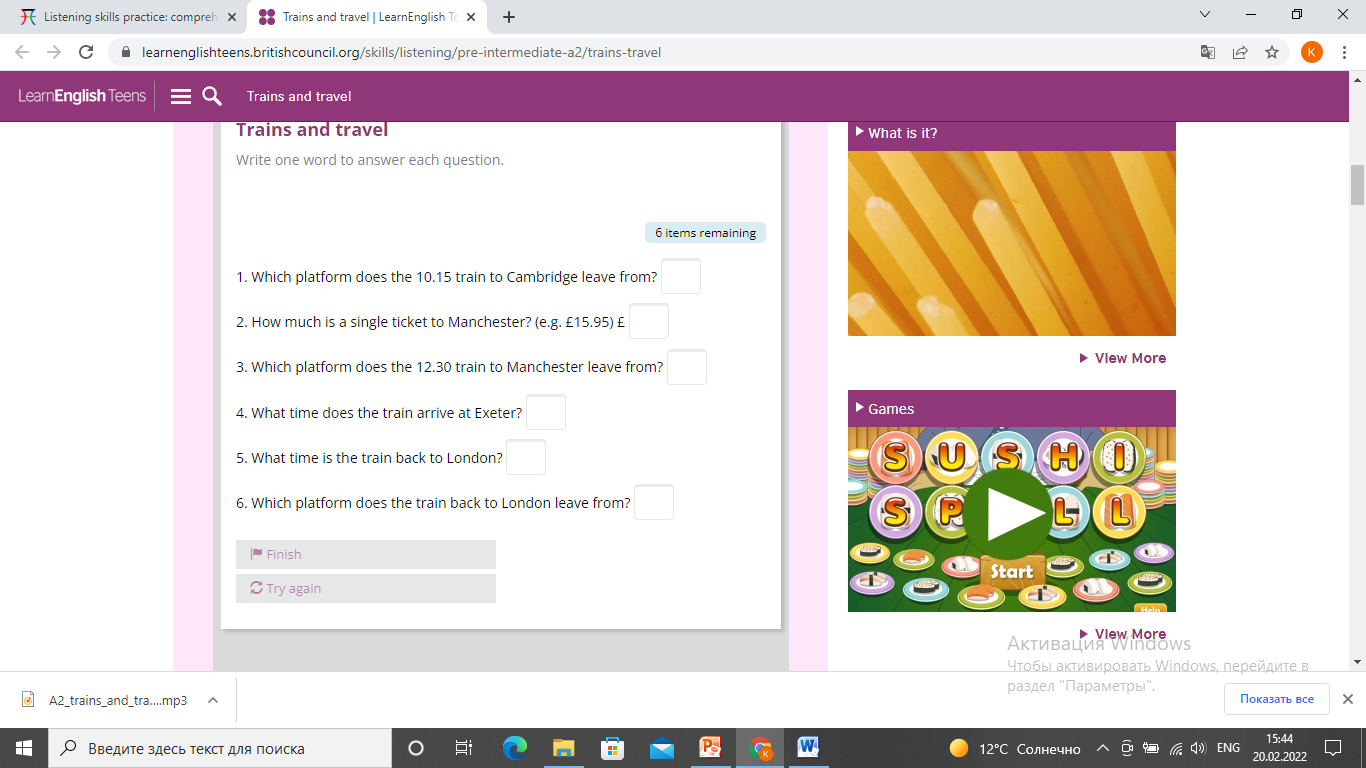 Listening skills practice: compreh
Trains and travel | LearnEnglish Te
learnenglishteens.britishcouncil.org/skills/listening/pre-intermediate-a2/trains-travel
K
LearnEnglish Teens
Trains and travel
Trains and travel
Write one word to answer each question.
6 items remaining
1. Which platform does the 10.15 train to Cambridge leave from?
2. How much is a single ticket to Manchester? (e.g. £15.95) £
3. Which platform does the 12.30 train to Manchester leave from?
4. What time does the train arrive at Exeter?
5. What time is the train back to London?
6. Which platform does the train back to London leave from?
Finish
Try again
What is it?
View More
Games
SUSHI
SPELL
Start
Help
View More
Активация Windows
Чтобы активировать Windows, перейдите в
раздел "Параметры".
A2_trains_and_tra....mp3
Показать все
Введите здесь текст для поиска
12°C Солнечно
ENG
15:44
20.02.2022